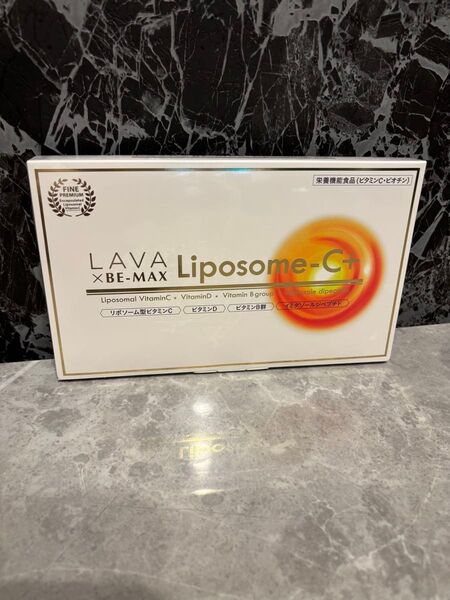 栄養機能食品(ビタミンC・ビオチン)
FINE
PREMIUM
Encapsulated
Liposomal
VitaminC
LAVA
×BE-MAX
Liposome-C+
Liposomal VitaminC • VitaminD • Vitamin B group
リポソーム型ビタミンC
ビタミンD
ビタミンB群
イミダゾールジペプチド